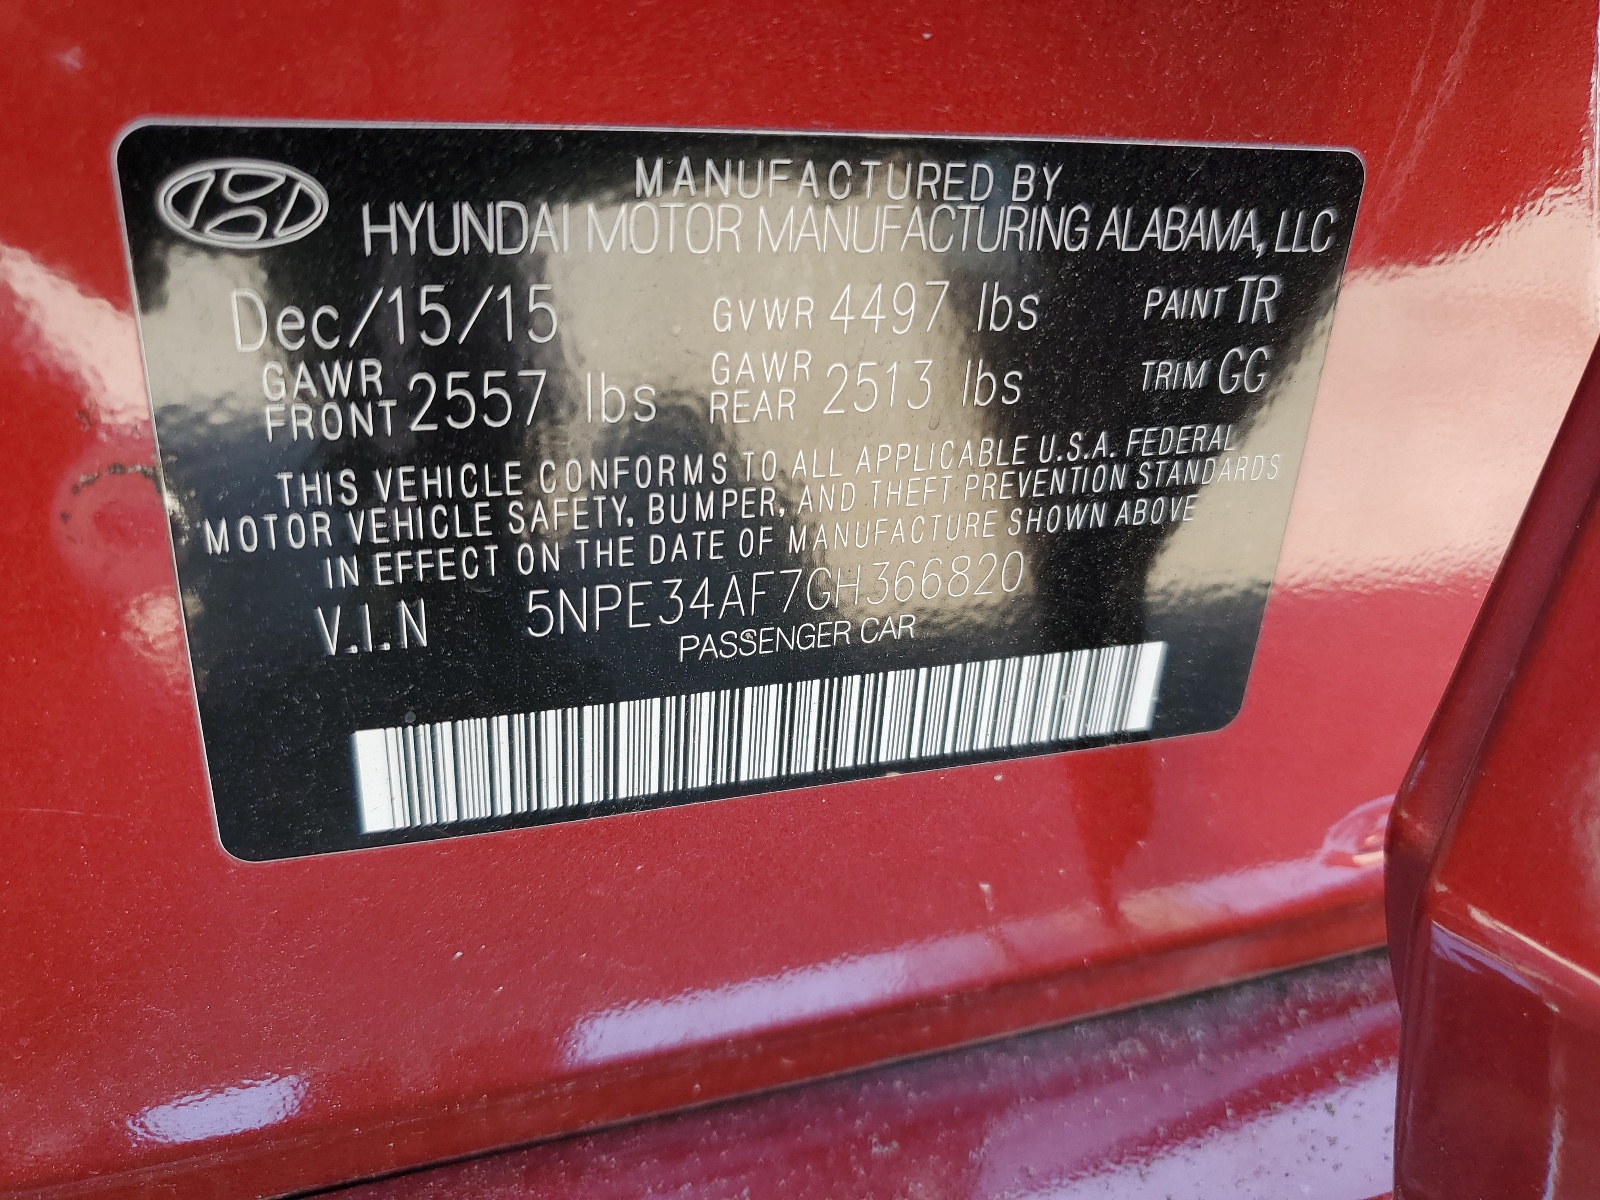 MANUFACTURED BY
HYUNDAI MOTOR MANUFACTURING ALABAMA, LLC
Dec/15/15 GVWR 4497 lbs PAINT TR
GAWR FRONT 2557 lbs GAWR REAR 2513 lbs TRIM GG
THIS VEHICLE CONFORMS TO ALL APPLICABLE U.S.A. FEDERAL
MOTOR VEHICLE SAFETY, BUMPER, AND THEFT PREVENTION STANDARDS
IN EFFECT ON THE DATE OF MANUFACTURE SHOWN ABOVE
V.I.N 5NPE34AF7GH366820
PASSENGER CAR